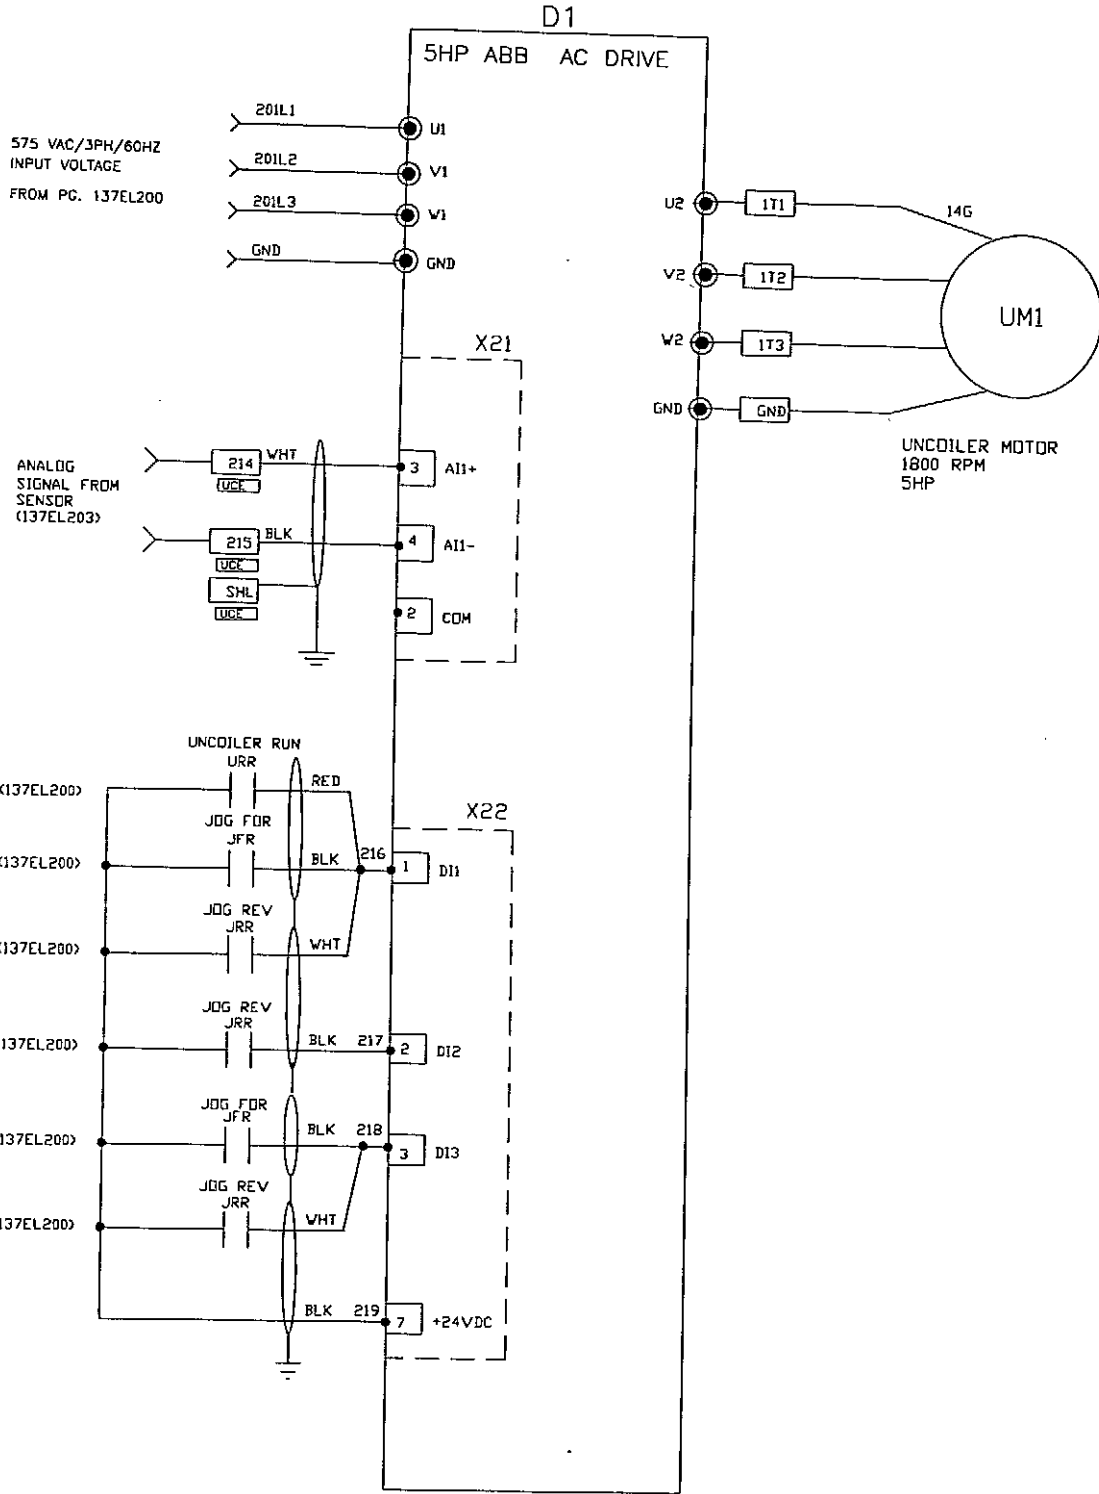 D1
5HP ABB AC DRIVE
201L1
U1
575 VAC/3PH/60HZ
INPUT VOLTAGE
FROM PG. 137EL200
201L2
V1
201L3
W1
GND
GND
U2
1T1
14G
V2
1T2
UM1
W2
1T3
GND
GND
UNCOILER MOTOR
1800 RPM
5HP
X21
ANALOG
SIGNAL FROM
SENSOR
(137EL203)
214
WHT
UCE
3
AI1+
215
BLK
UCE
4
AI1-
SHL
UCE
2
COM
UNCOILER RUN
URR
(137EL200)
RED
X22
JOG FOR
JFR
(137EL200)
BLK
216
1
DI1
JOG REV
JRR
(137EL200)
WHT
JOG REV
JRR
137EL200)
BLK
217
2
DI2
JOG FOR
JFR
137EL200)
BLK
218
3
DI3
JOG REV
JRR
137EL200)
WHT
BLK
219
7
+24VDC